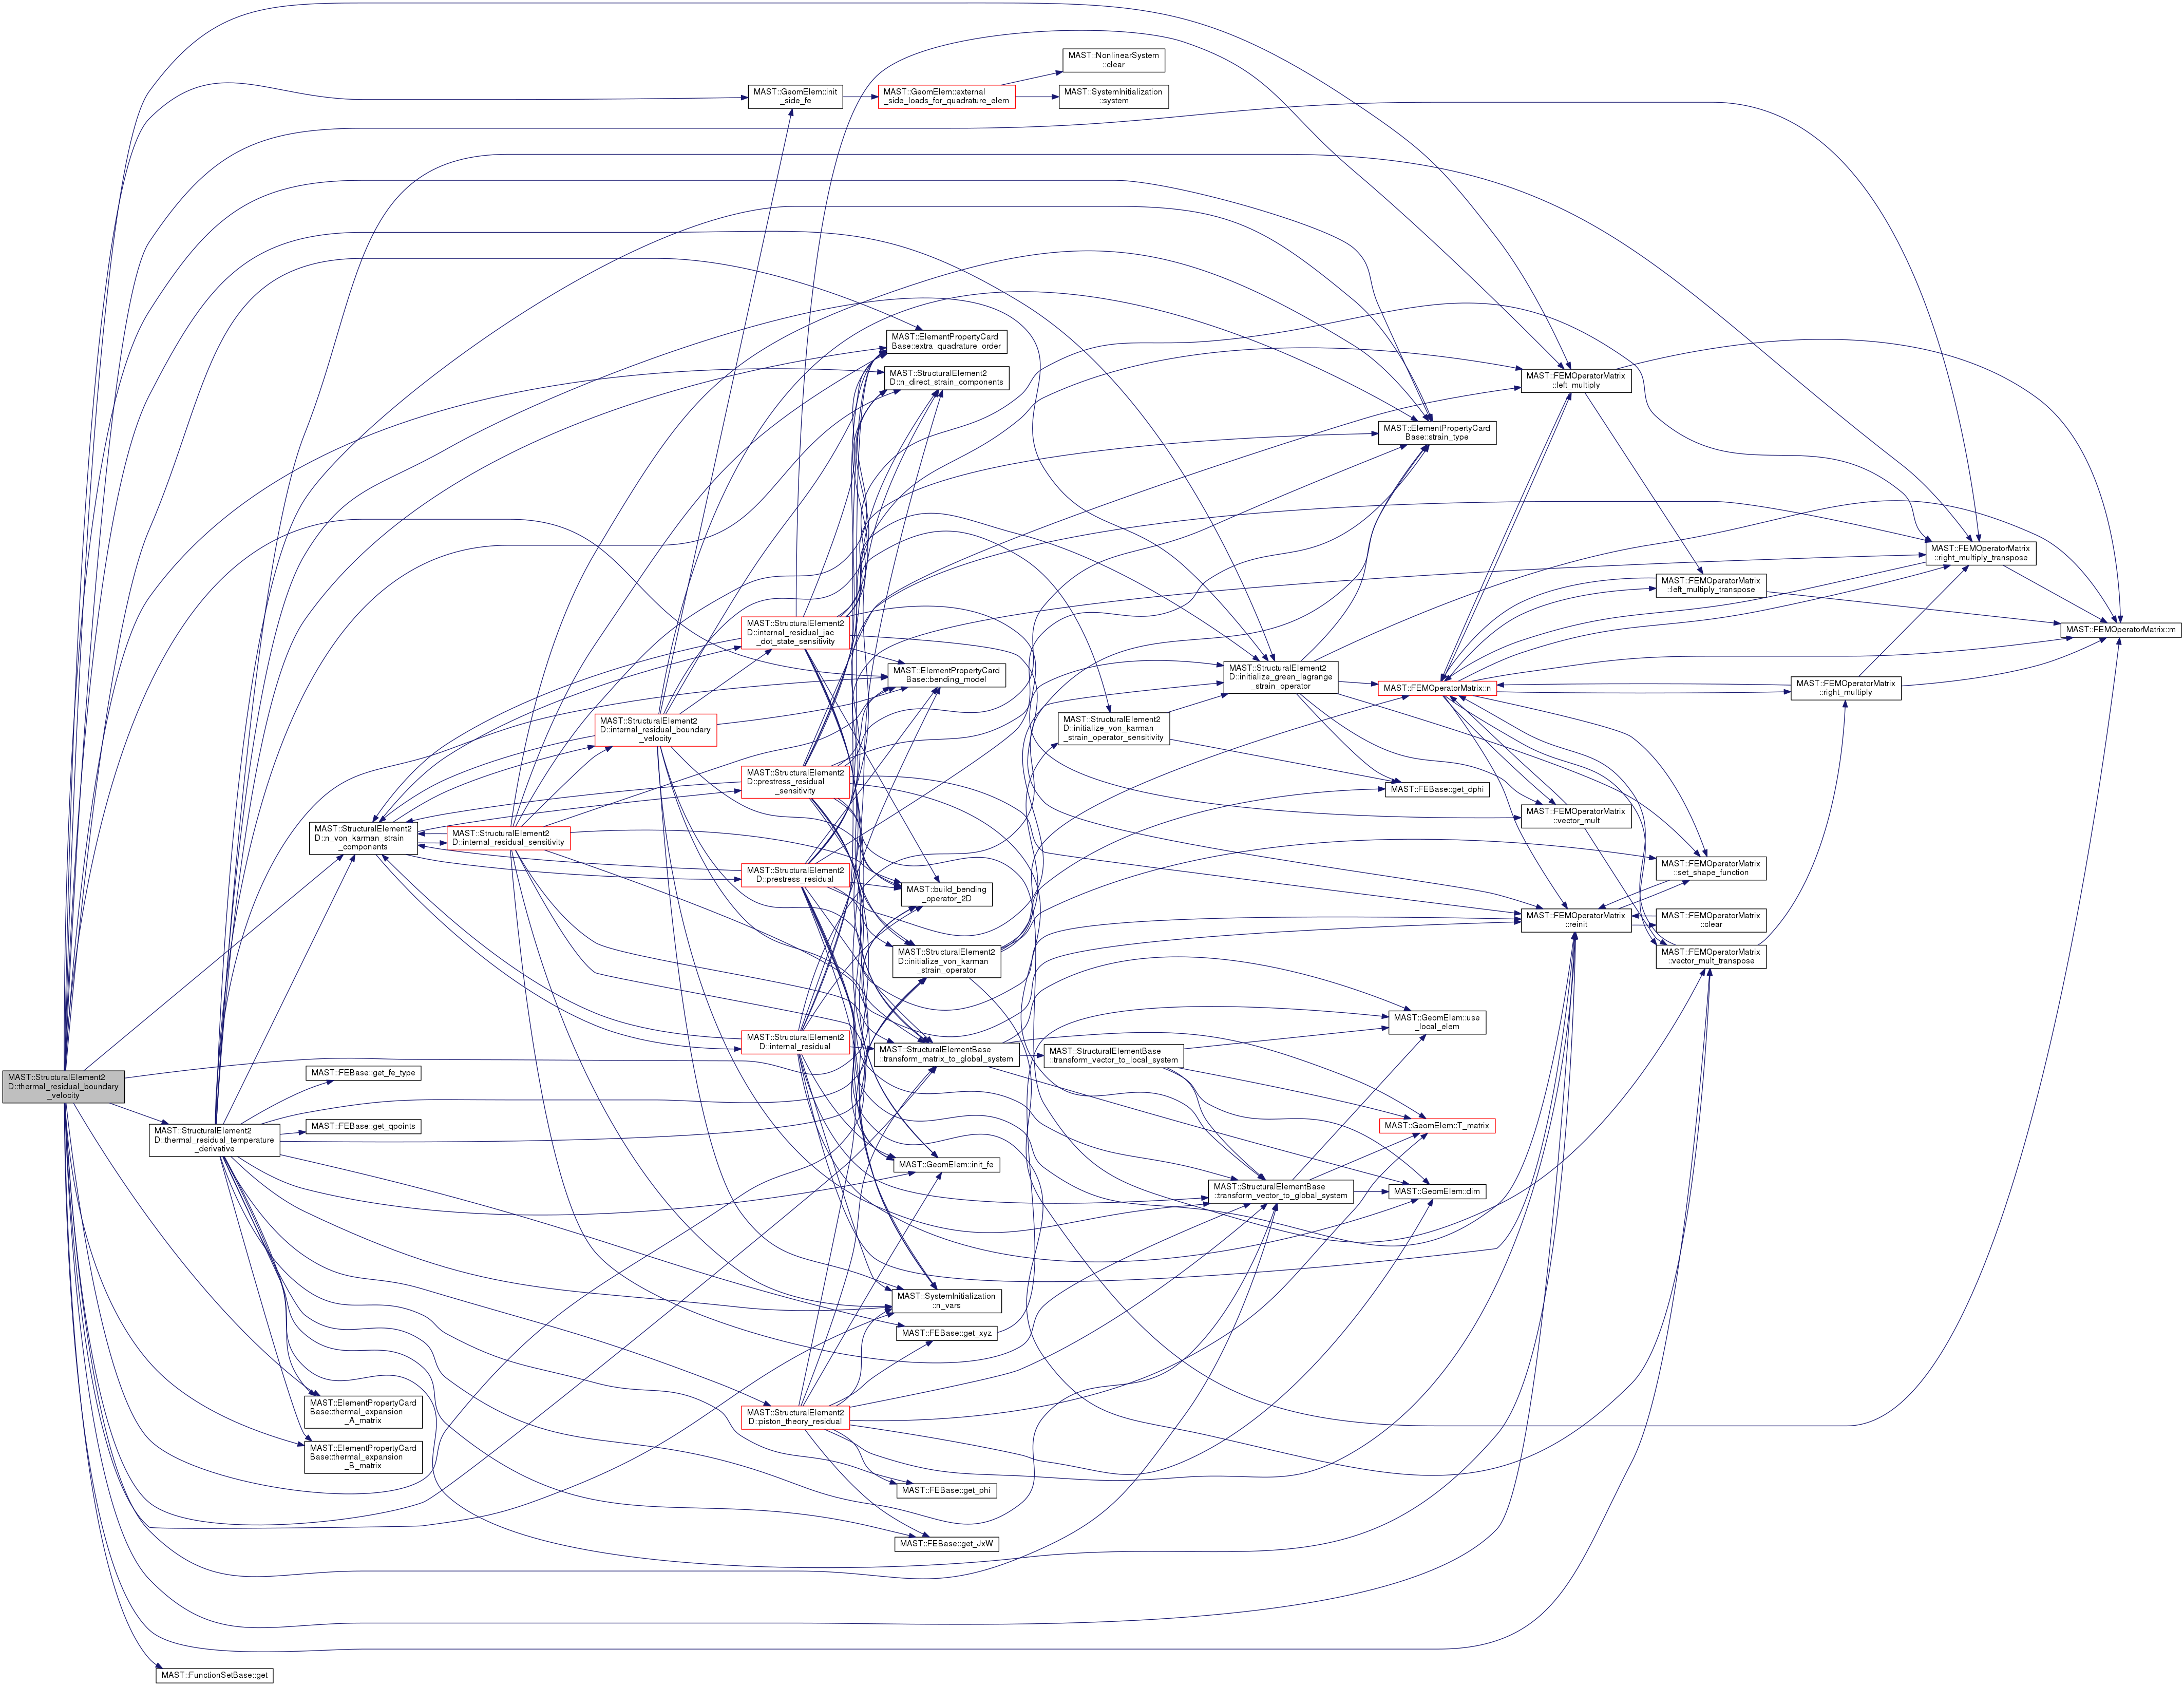 MAST::NonlinearSystem
::clear
MAST::GeomElem::init
_side_fe
MAST::GeomElem::external
_side_loads_for_quadrature_elem
MAST::SystemInitialization
::system
MAST::ElementPropertyCard
Base::extra_quadrature_order
MAST::StructuralElement2
D::n_direct_strain_components
MAST::FEMOperatorMatrix
::left_multiply
MAST::ElementPropertyCard
Base::strain_type
MAST::FEMOperatorMatrix
::right_multiply_transpose
MAST::FEMOperatorMatrix
::left_multiply_transpose
MAST::FEMOperatorMatrix::m
MAST::StructuralElement2
D::internal_residual_jac
_dot_state_sensitivity
MAST::ElementPropertyCard
Base::bending_model
MAST::StructuralElement2
D::initialize_green_lagrange
_strain_operator
MAST::FEMOperatorMatrix::n
MAST::FEMOperatorMatrix
::right_multiply
MAST::StructuralElement2
D::internal_residual_boundary
_velocity
MAST::StructuralElement2
D::initialize_von_karman
_strain_operator_sensitivity
MAST::StructuralElement2
D::prestress_residual
_sensitivity
MAST::FEBase::get_dphi
MAST::FEMOperatorMatrix
::vector_mult
MAST::StructuralElement2
D::n_von_karman_strain
_components
MAST::StructuralElement2
D::internal_residual_sensitivity
MAST::StructuralElement2
D::prestress_residual
MAST::FEMOperatorMatrix
::set_shape_function
MAST::build_bending
_operator_2D
MAST::FEMOperatorMatrix
::reinit
MAST::FEMOperatorMatrix
::clear
MAST::StructuralElement2
D::initialize_von_karman
_strain_operator
MAST::FEMOperatorMatrix
::vector_mult_transpose
MAST::GeomElem::use
_local_elem
MAST::StructuralElement2
D::internal_residual
MAST::StructuralElementBase
::transform_matrix_to_global_system
MAST::StructuralElementBase
::transform_vector_to_local_system
MAST::StructuralElement2
D::thermal_residual_boundary
_velocity
MAST::FEBase::get_fe_type
MAST::FEBase::get_qpoints
MAST::GeomElem::T_matrix
MAST::StructuralElement2
D::thermal_residual_temperature
_derivative
MAST::GeomElem::init_fe
MAST::StructuralElementBase
::transform_vector_to_global_system
MAST::GeomElem::dim
MAST::SystemInitialization
::n_vars
MAST::FEBase::get_xyz
MAST::ElementPropertyCard
Base::thermal_expansion
_A_matrix
MAST::StructuralElement2
D::piston_theory_residual
MAST::ElementPropertyCard
Base::thermal_expansion
_B_matrix
MAST::FEBase::get_phi
MAST::FEBase::get_JxW
MAST::FunctionSetBase::get